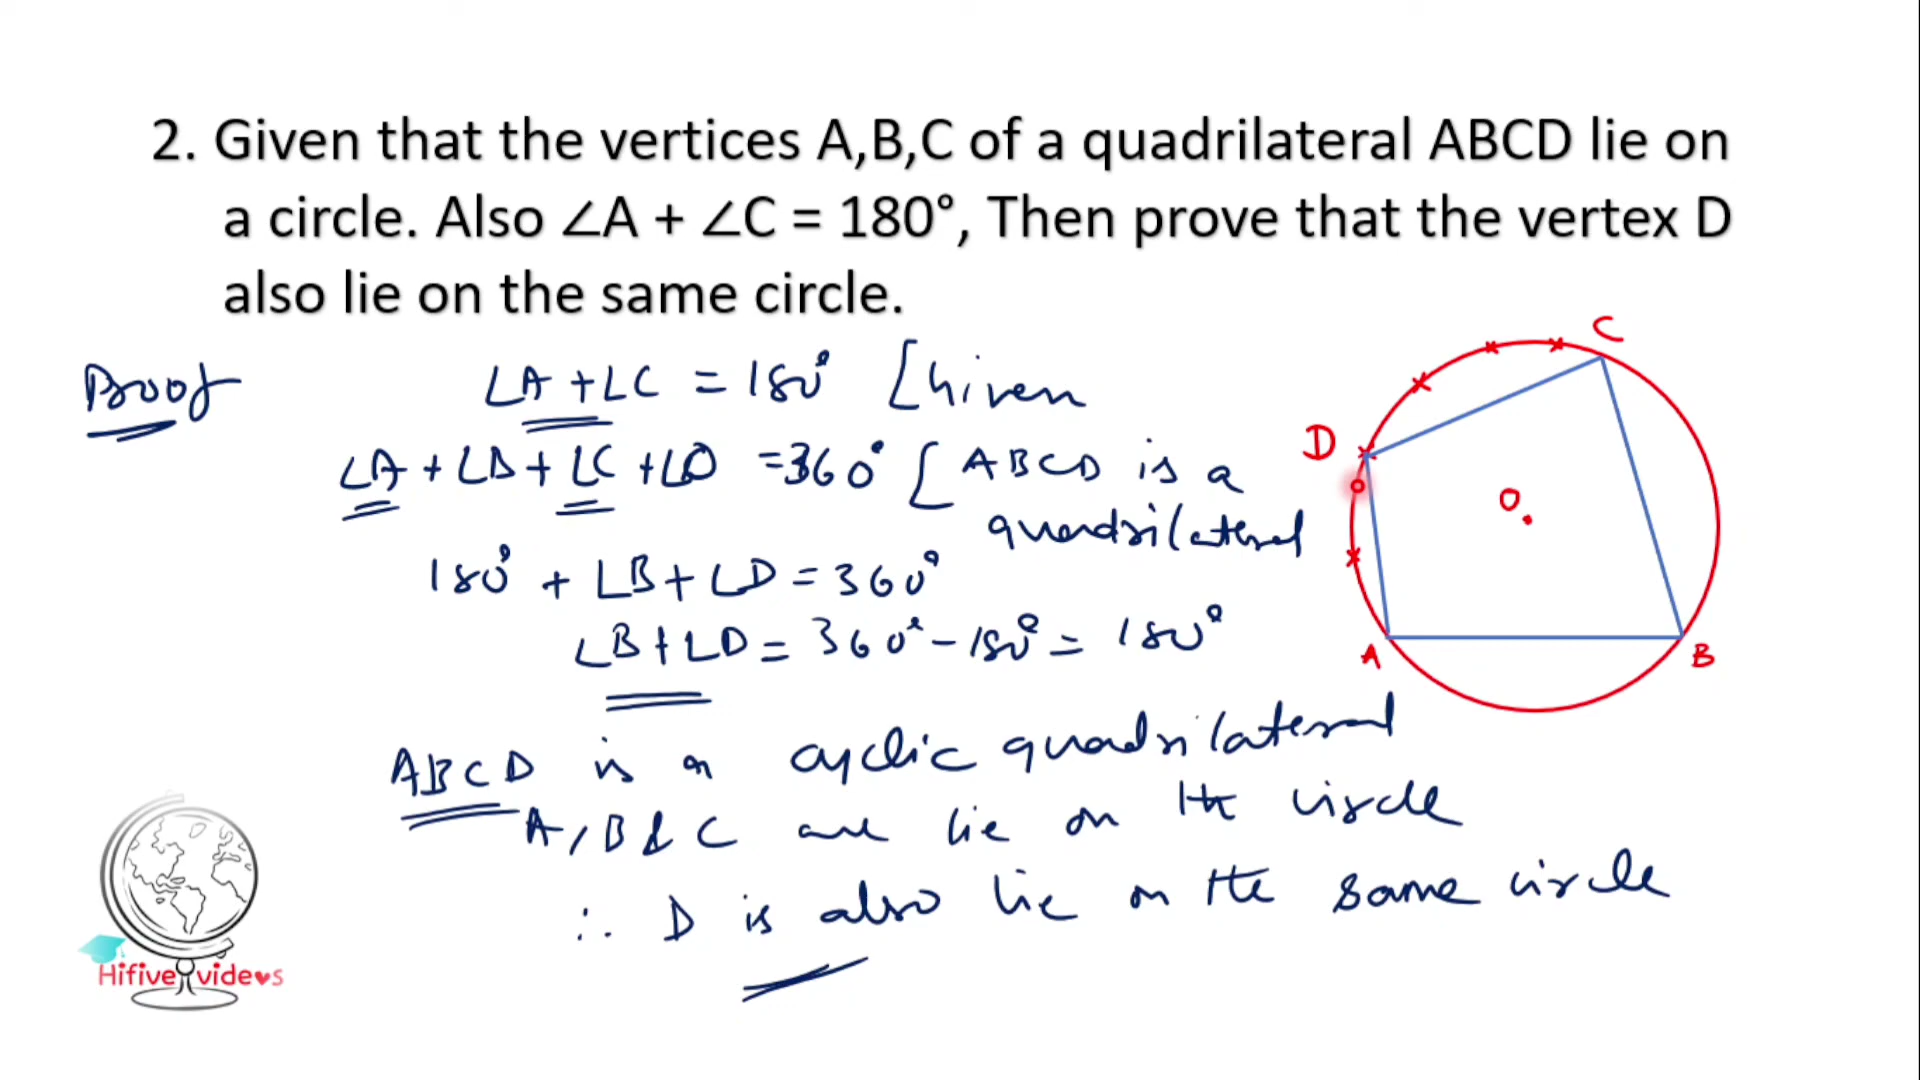 2. Given that the vertices A,B,C of a quadrilateral ABCD lie on
a circle. Also ∠A + ∠C = 180°, Then prove that the vertex D
also lie on the same circle.
Proof
∠A + ∠C = 180° [Given
∠A + ∠B + ∠C + ∠D = 360° [ABCD is a
quadrilateral
180° + ∠B + ∠D = 360°
∠B + ∠D = 360° - 180° = 180°
ABCD is a cyclic quadrilateral
A, B & C are lie on the circle
∴ D is also lie on the same circle
C
D
O
A
B
Hifive videos